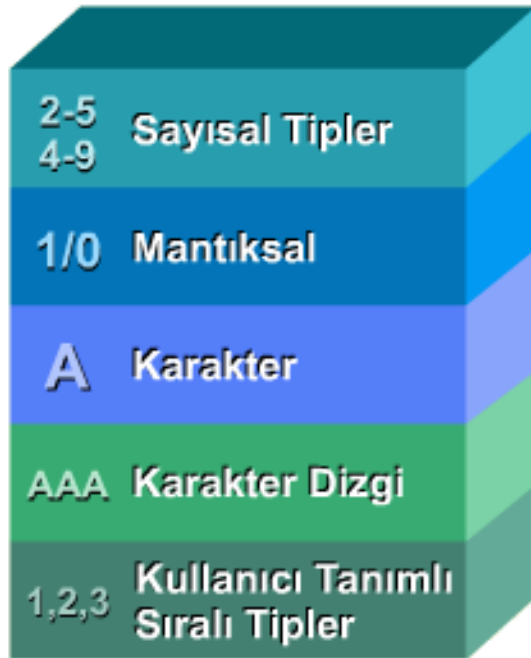 2-5
4-9
Sayısal Tipler
1/0 Mantıksal
A Karakter
AAA Karakter Dizgi
1,2,3 Kullanıcı Tanımlı
Sıralı Tipler